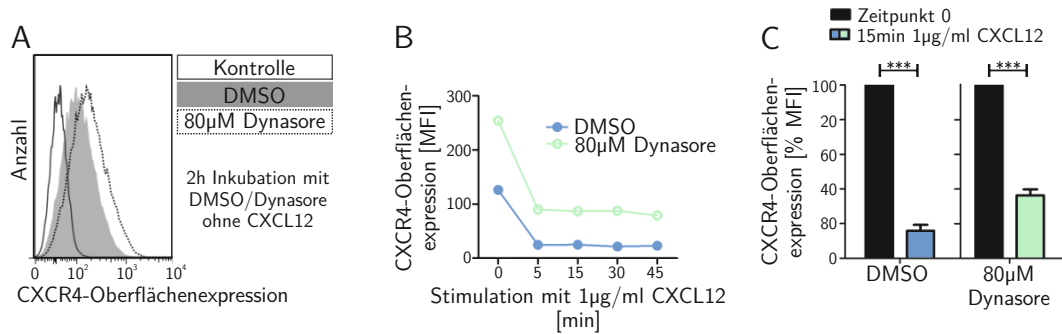 A
Kontrolle
DMSO
80µM Dynasore
2h Inkubation mit
DMSO/Dynasore
ohne CXCL12
Anzahl
0 10² 10³ 10⁴
CXCR4-Oberflächenexpression
B
CXCR4-Oberflächen-
expression [MFI]
300
200
100
0
DMSO
80µM Dynasore
0 5 15 30 45
Stimulation mit 1µg/ml CXCL12
[min]
C
Zeitpunkt 0
15min 1µg/ml CXCL12
CXCR4-Oberflächen-
expression [% MFI]
100
20
60
40
80
0
*** ***
DMSO 80µM
Dynasore